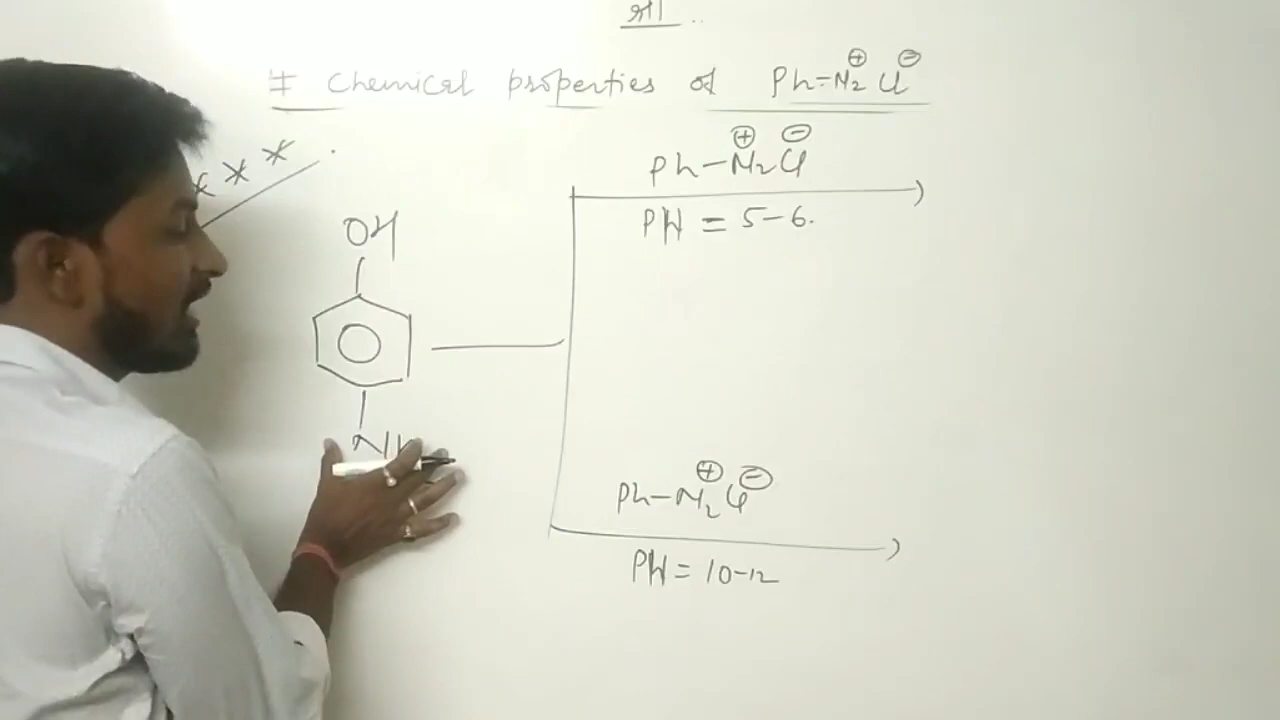 श्री ..
# Chemical properties of Ph-N₂⊕ Cl⊖
* * *
Ph-N₂⊕ Cl⊖
PH = 5-6.
OH
Ph-N₂⊕ Cl⊖
PH = 10-12